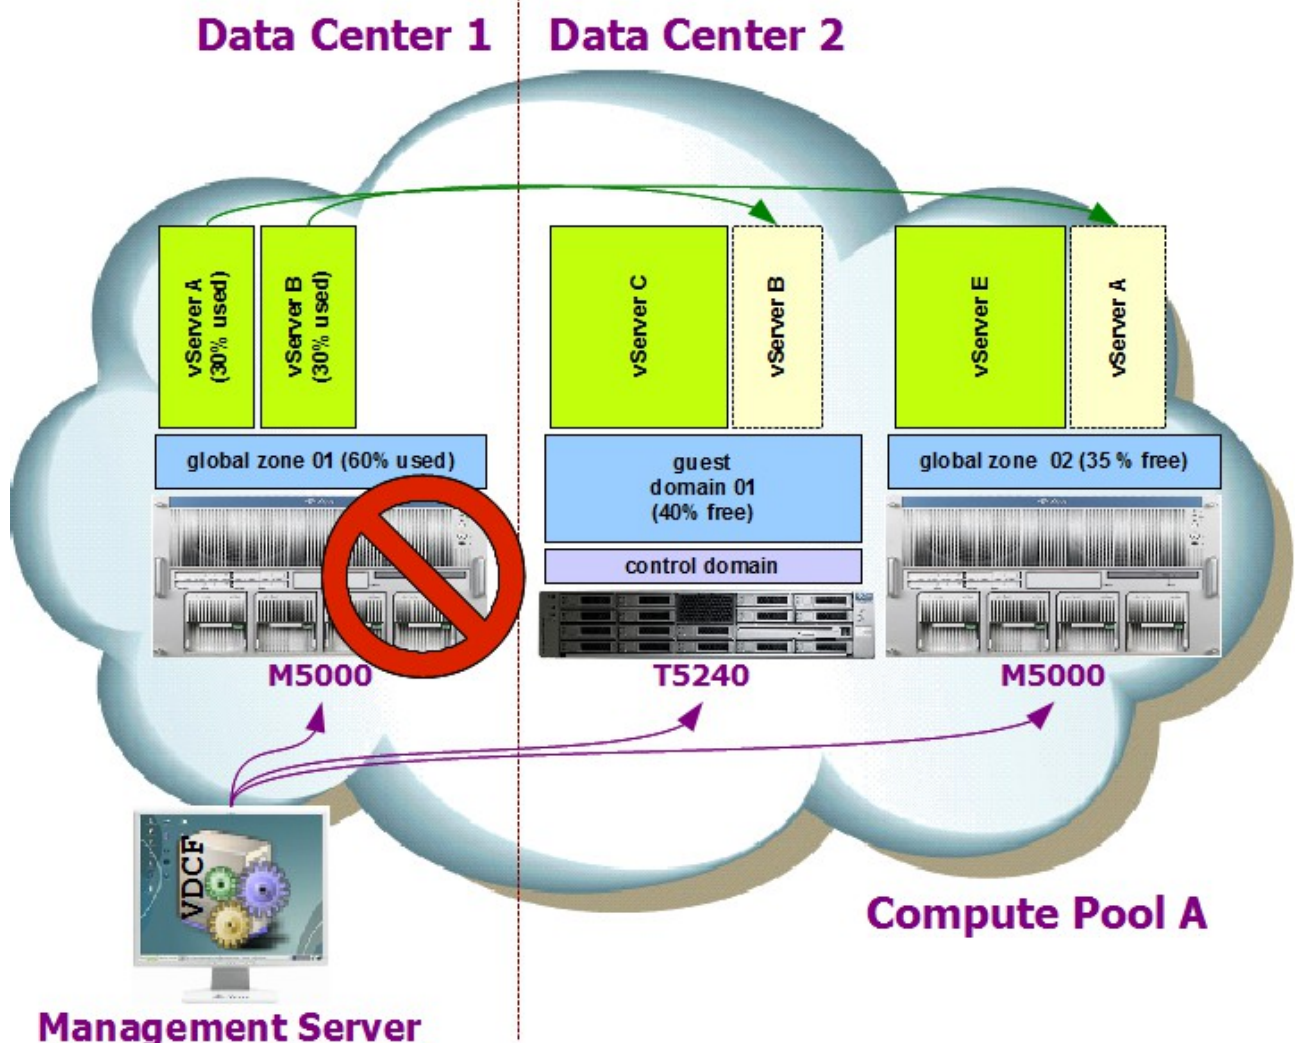 Data Center 1
Data Center 2
vServer A
(30% used)
vServer B
(30% used)
vServer C
vServer B
vServer E
vServer A
global zone 01 (60% used)
guest
domain 01
(40% free)
global zone  02 (35 % free)
control domain
M5000
T5240
M5000
VDCF
Compute Pool A
Management Server